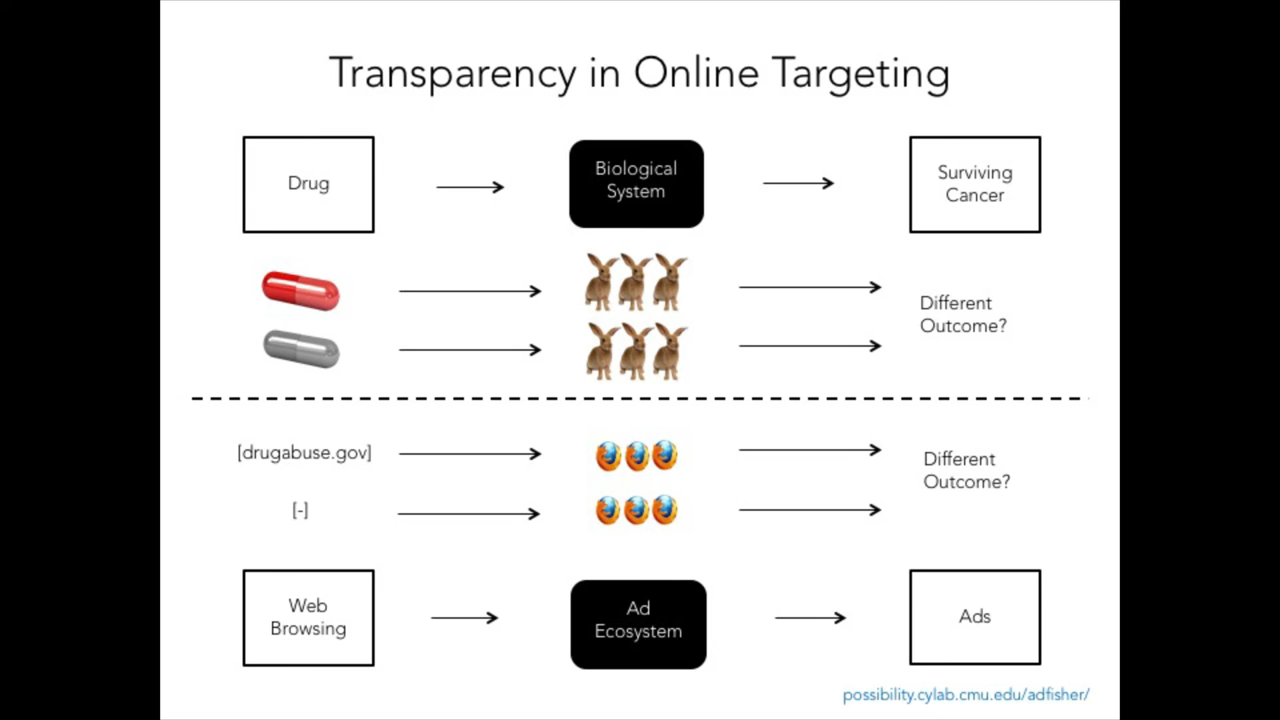 Transparency in Online Targeting
Drug
Biological
System
Surviving
Cancer
Different
Outcome?
[drugabuse.gov]
[-]
Different
Outcome?
Web
Browsing
Ad
Ecosystem
Ads
possibility.cylab.cmu.edu/adfisher/